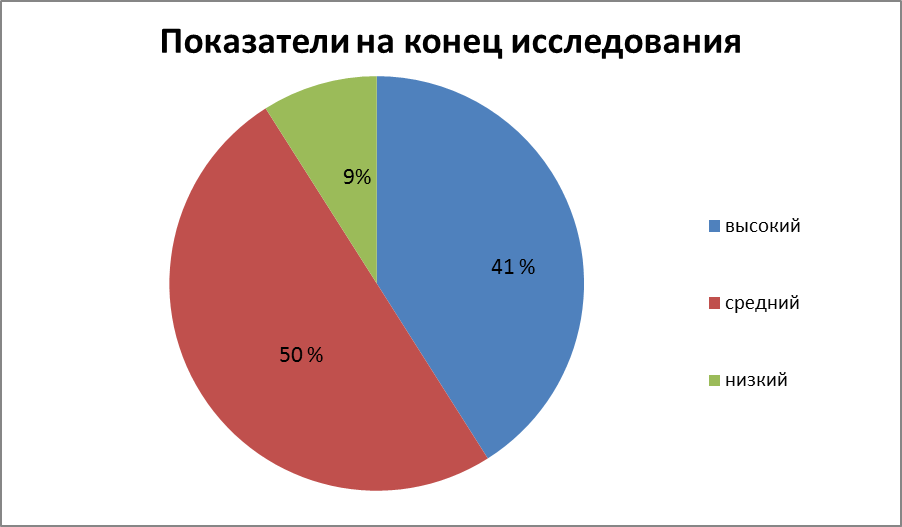 Показатели на конец исследования
9%
41 %
50 %
высокий
средний
низкий